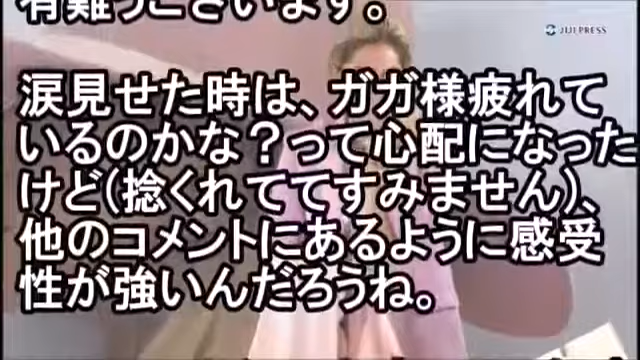 有難うございます。
JIJIPRESS
涙見せた時は、ガガ様疲れて
いるのかな？って心配になった
けど(捻くれててすみません)、
他のコメントにあるように感受
性が強いんだろうね。